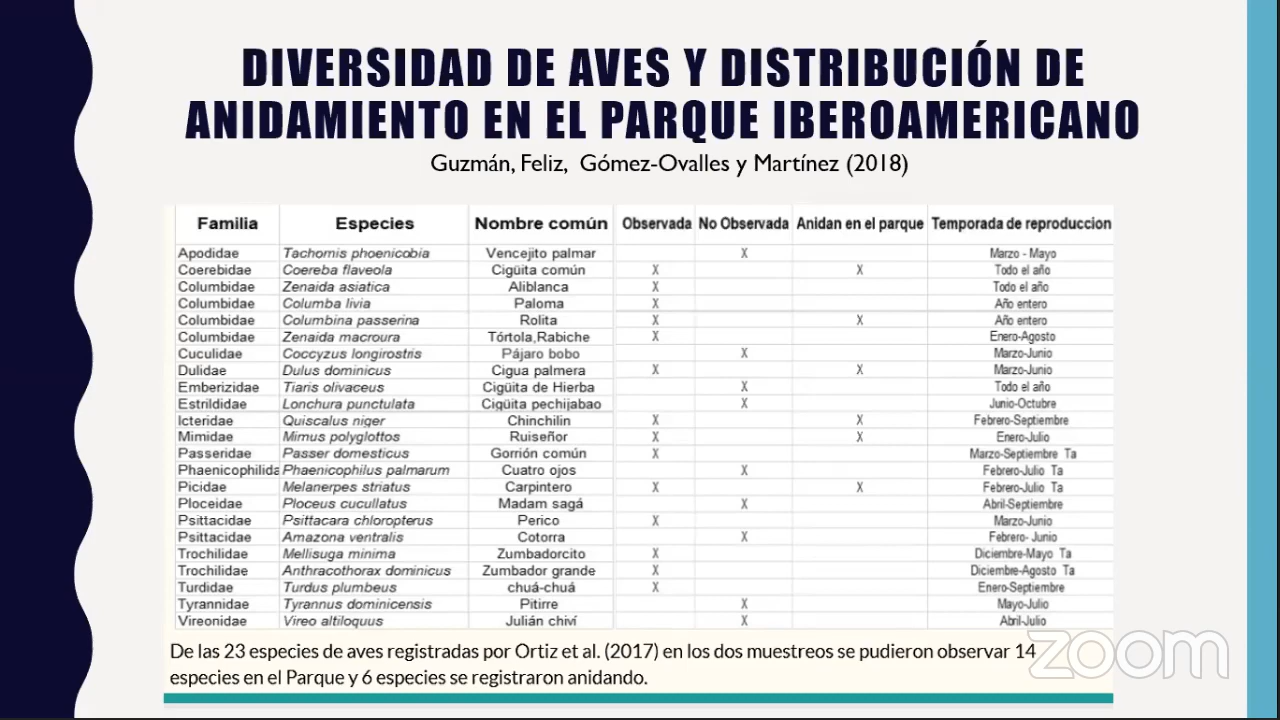 DIVERSIDAD DE AVES Y DISTRIBUCIÓN DE
ANIDAMIENTO EN EL PARQUE IBEROAMERICANO
Guzmán, Feliz, Gómez-Ovalles y Martínez (2018)
Familia Especies Nombre común Observada No Observada Anidan en el parque Temporada de reproduccion
Apodidae Tachornis phoenicobia Vencejito palmar X Marzo - Mayo
Coerebidae Coereba flaveola Cigüita común X X Todo el año
Columbidae Zenaida asiatica Aliblanca X Todo el año
Columbidae Columba livia Paloma X Año entero
Columbidae Columbina passerina Rolita X X Año entero
Columbidae Zenaida macroura Tórtola,Rabiche X Enero-Agosto
Cuculidae Coccyzus longirostris Pájaro bobo X Marzo-Junio
Dulidae Dulus dominicus Cigua palmera X X Marzo-Junio
Emberizidae Tiaris olivaceus Cigüita de Hierba X Todo el año
Estrildidae Lonchura punctulata Cigüita pechijabao X Junio-Octubre
Icteridae Quiscalus niger Chinchilin X X Febrero-Septiembre
Mimidae Mimus polyglottos Ruiseñor X X Enero-Julio
Passeridae Passer domesticus Gorrión común X Marzo-Septiembre Ta
Phaenicophilida Phaenicophilus palmarum Cuatro ojos X Febrero-Julio Ta
Picidae Melanerpes striatus Carpintero X X Febrero-Julio Ta
Ploceidae Ploceus cucullatus Madam sagá X Abril-Septiembre
Psittacidae Psittacara chloropterus Perico X Marzo-Junio
Psittacidae Amazona ventralis Cotorra X Febrero- Junio
Trochilidae Mellisuga minima Zumbadorcito X Diciembre-Mayo Ta
Trochilidae Anthracothorax dominicus Zumbador grande X Diciembre-Agosto Ta
Turdidae Turdus plumbeus chuá-chuá X Enero-Septiembre
Tyrannidae Tyrannus dominicensis Pitirre X Mayo-Julio
Vireonidae Vireo altiloquus Julián chiví X Abril-Julio
De las 23 especies de aves registradas por Ortiz et al. (2017) en los dos muestreos se pudieron observar 14
especies en el Parque y 6 especies se registraron anidando.
zoom